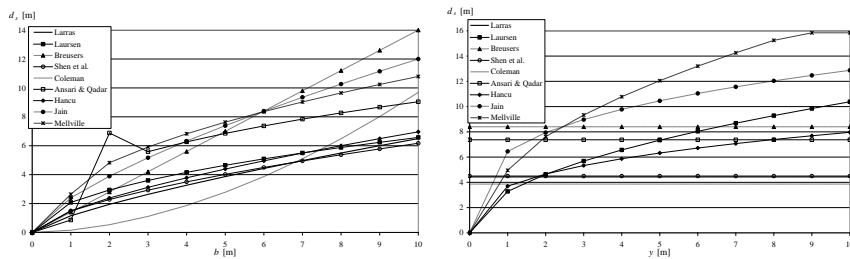 d s [m]
14
12
10
8
6
4
2
0
Larras
Laursen
Breusers
Shen et al.
Coleman
Ansari & Qadar
Hancu
Jain
Mellville
0 1 2 3 4 5 6 7 8 9 10
b [m]
d s [m]
16
14
12
10
8
6
4
2
0
Larras
Laursen
Breusers
Shen et al.
Coleman
Ansari & Qadar
Hancu
Jain
Mellville
0 1 2 3 4 5 6 7 8 9 10
y [m]